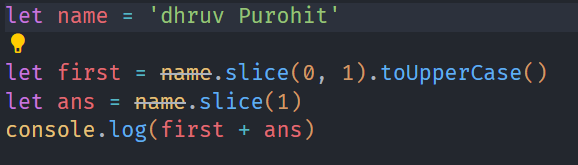 let name = 'dhruv Purohit'
let first = name.slice(0, 1).toUpperCase()
let ans = name.slice(1)
console.log(first + ans)